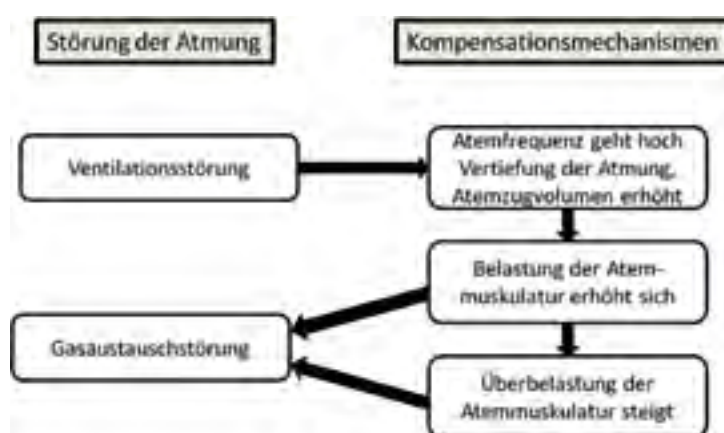 Störung der Atmung
Kompensationsmechanismen
Ventilationsstörung
Atemfrequenz geht hoch
Vertiefung der Atmung,
Atemzugvolumen erhöht
Belastung der Atem-
muskulatur erhöht sich
Gasaustauschstörung
Überbelastung der
Atemmuskulatur steigt